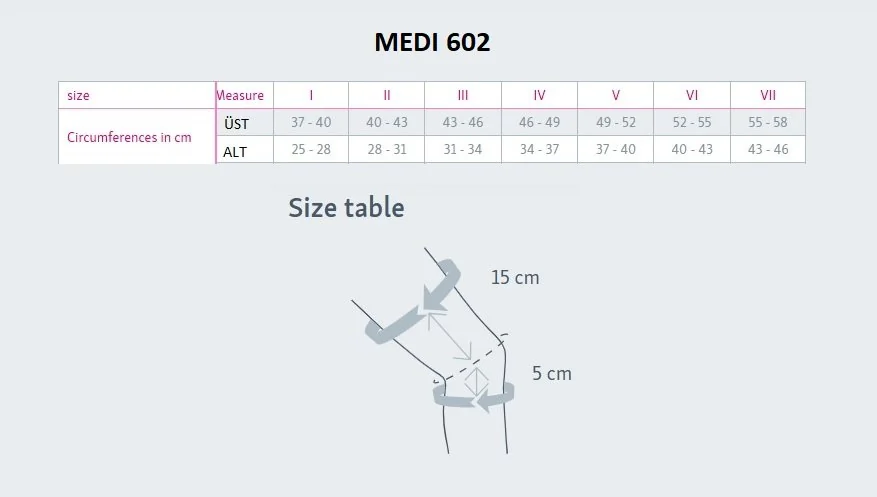 MEDI 602
size Measure I II III IV V VI VII
Circumferences in cm
ÜST 37 - 40 40 - 43 43 - 46 46 - 49 49 - 52 52 - 55 55 - 58
ALT 25 - 28 28 - 31 31 - 34 34 - 37 37 - 40 40 - 43 43 - 46
Size table
15 cm
5 cm